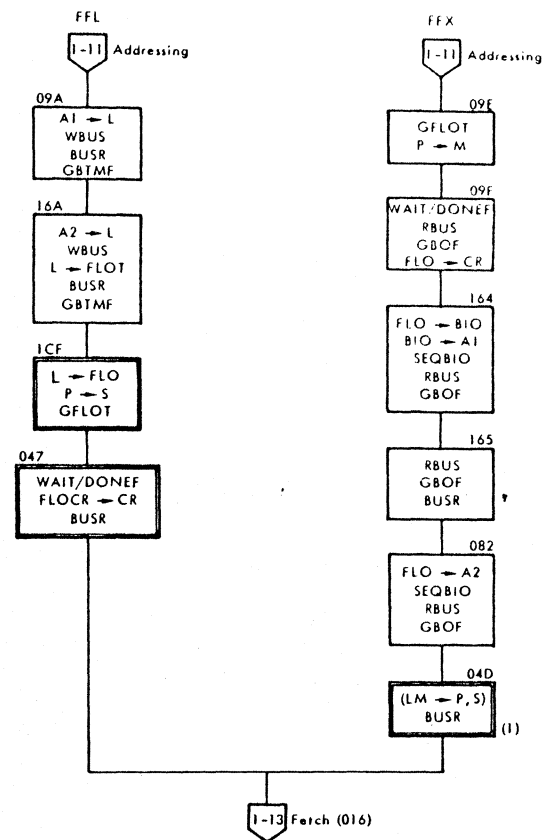 FFL
1-11 Addressing
09A
A1 → L
WBUS
BUSR
GBTMF
16A
A2 → L
WBUS
L → FLOT
BUSR
GBTMF
1CF
L → FLO
P → S
GFLOT
047
WAIT/DONEF
FLOCR → CR
BUSR
FFX
1-11 Addressing
09E
GFLOT
P → M
09F
WAIT/DONEF
RBUS
GBOF
FLO → CR
164
FLO → BIO
BIO → A1
SEQBIO
RBUS
GBOF
165
RBUS
GBOF
BUSR
082
FLO → A2
SEQBIO
RBUS
GBOF
04D
(LM → P,S)
BUSR
(1)
1-13 Fetch (016)